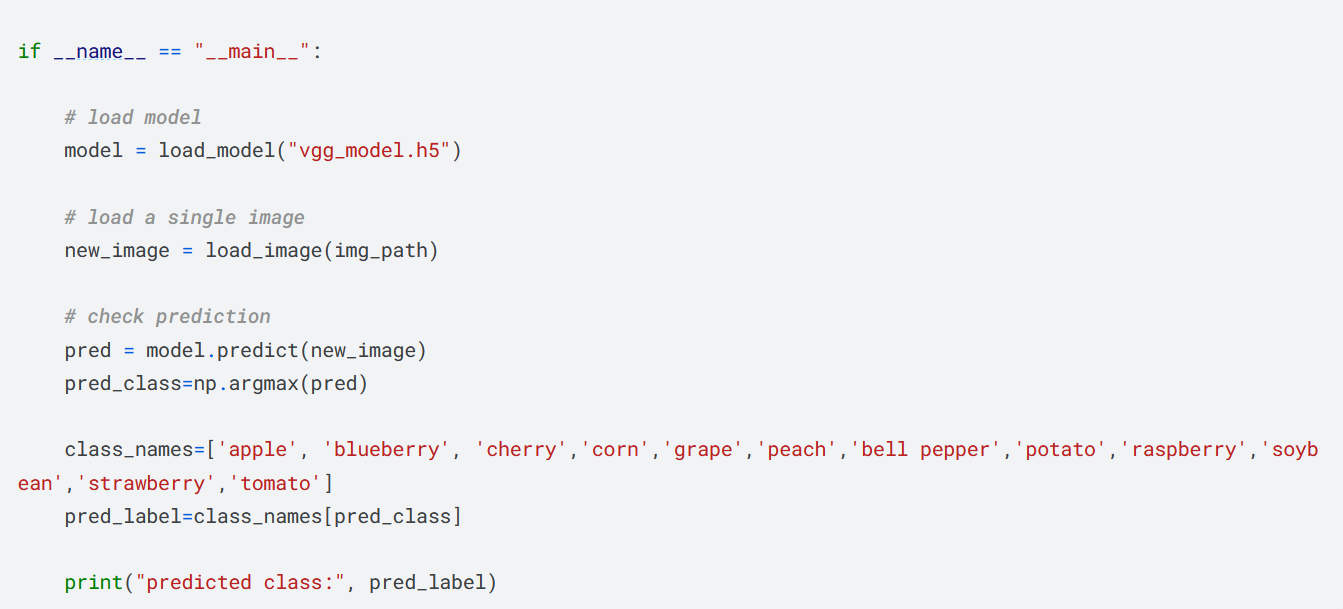 if __name__ == "__main__":
# load model
model = load_model("vgg_model.h5")
# load a single image
new_image = load_image(img_path)
# check prediction
pred = model.predict(new_image)
pred_class=np.argmax(pred)
class_names=['apple', 'blueberry', 'cherry','corn','grape','peach','bell pepper','potato','raspberry','soyb
ean','strawberry','tomato']
pred_label=class_names[pred_class]
print("predicted class:", pred_label)